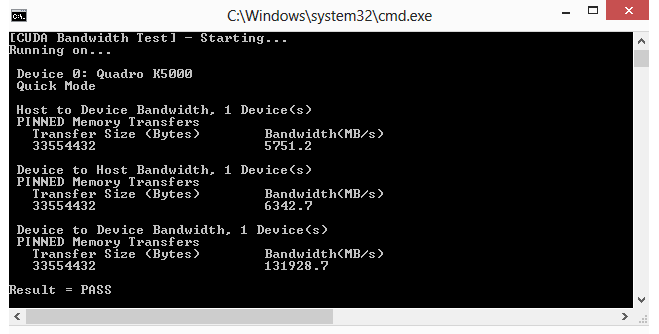 C:\Windows\system32\cmd.exe
[CUDA Bandwidth Test] - Starting...
Running on...
Device 0: Quadro K5000
Quick Mode
Host to Device Bandwidth, 1 Device(s)
PINNED Memory Transfers
Transfer Size (Bytes) Bandwidth(MB/s)
33554432 5751.2
Device to Host Bandwidth, 1 Device(s)
PINNED Memory Transfers
Transfer Size (Bytes) Bandwidth(MB/s)
33554432 6342.7
Device to Device Bandwidth, 1 Device(s)
PINNED Memory Transfers
Transfer Size (Bytes) Bandwidth(MB/s)
33554432 131928.7
Result = PASS